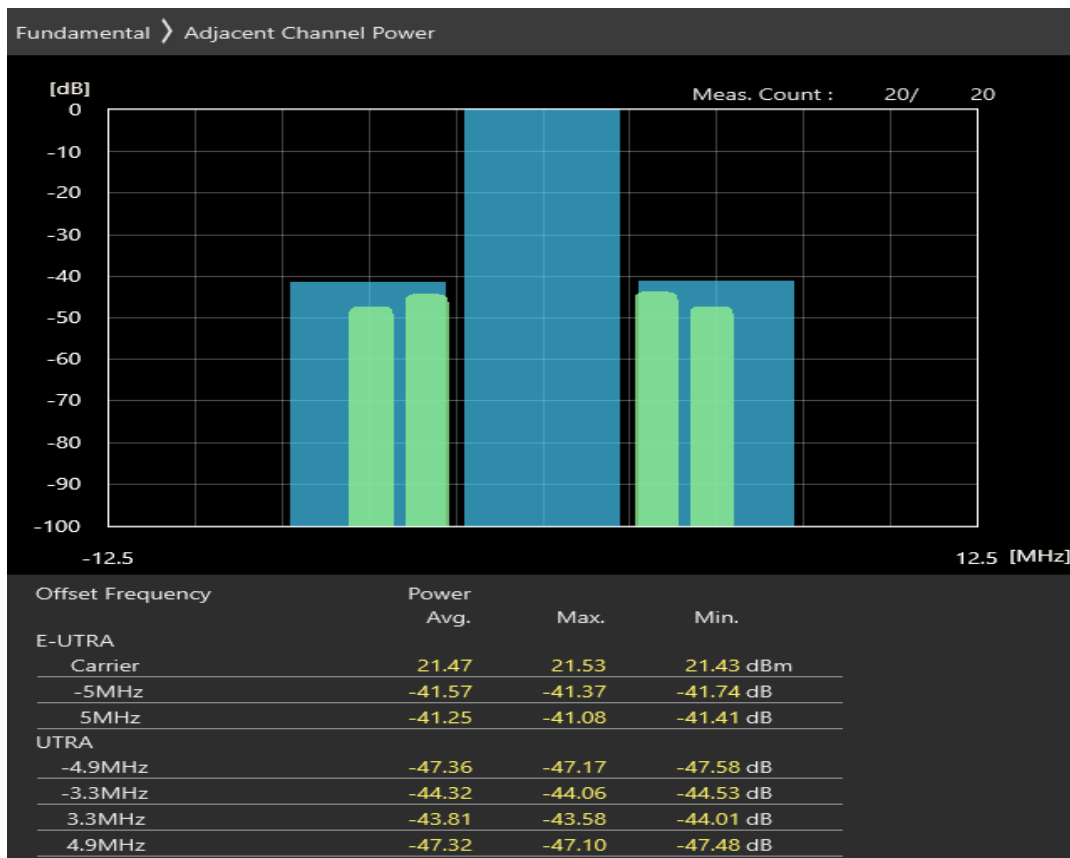 Fundamental 〉 Adjacent Channel Power
[dB]
Meas. Count : 20/ 20
0
-10
-20
-30
-40
-50
-60
-70
-80
-90
-100
-12.5 12.5 [MHz]
Offset Frequency Power
Avg. Max. Min.
E-UTRA
Carrier 21.47 21.53 21.43 dBm
-5MHz -41.57 -41.37 -41.74 dB
5MHz -41.25 -41.08 -41.41 dB
UTRA
-4.9MHz -47.36 -47.17 -47.58 dB
-3.3MHz -44.32 -44.06 -44.53 dB
3.3MHz -43.81 -43.58 -44.01 dB
4.9MHz -47.32 -47.10 -47.48 dB